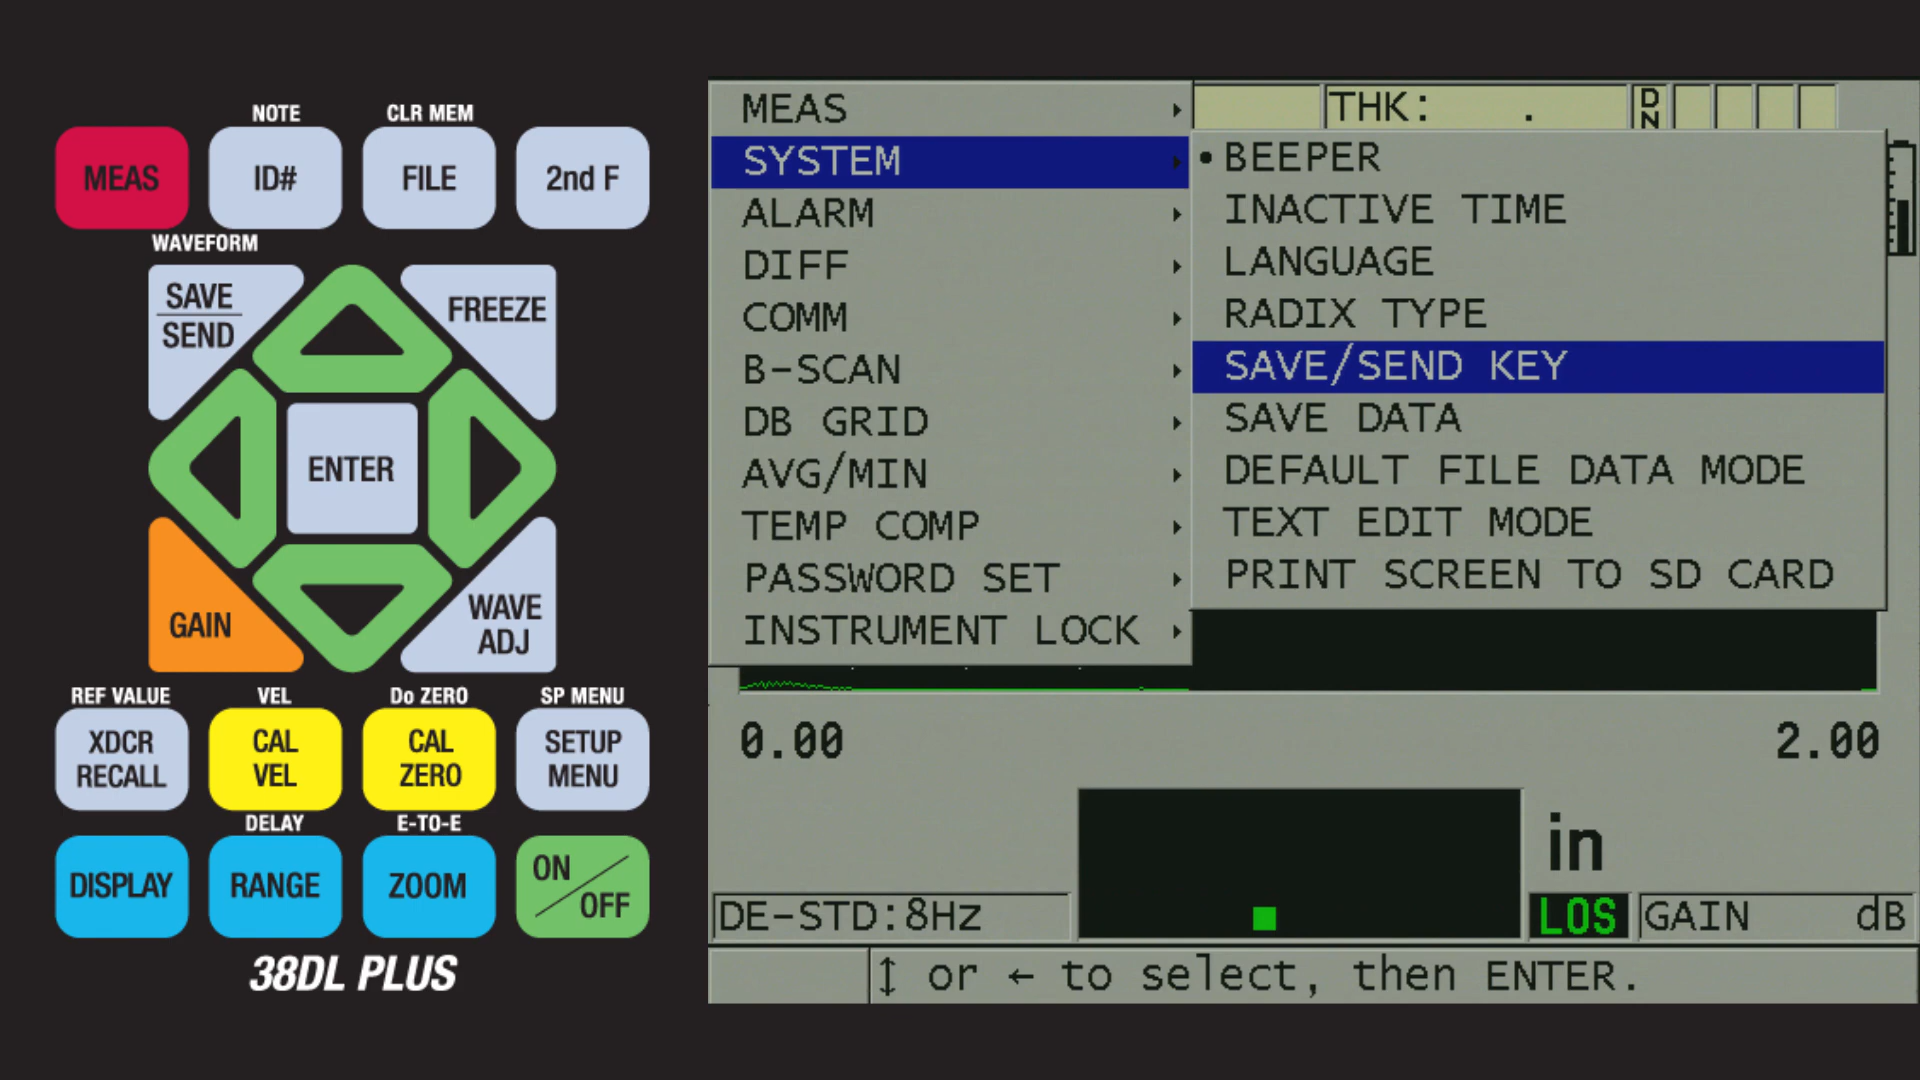 NOTE
CLR MEM
MEAS
ID#
FILE
2nd F
WAVEFORM
SAVE
SEND
FREEZE
ENTER
GAIN
WAVE
ADJ
REF VALUE
VEL
Do ZERO
SP MENU
XDCR
RECALL
CAL
VEL
CAL
ZERO
SETUP
MENU
DELAY
E-TO-E
DISPLAY
RANGE
ZOOM
ON
OFF
38DL PLUS
MEAS
SYSTEM
ALARM
DIFF
COMM
B-SCAN
DB GRID
AVG/MIN
TEMP COMP
PASSWORD SET
INSTRUMENT LOCK
THK: .
DN
• BEEPER
INACTIVE TIME
LANGUAGE
RADIX TYPE
SAVE/SEND KEY
SAVE DATA
DEFAULT FILE DATA MODE
TEXT EDIT MODE
PRINT SCREEN TO SD CARD
0.00 2.00
in
DE-STD:8Hz
LOS
GAIN dB
↕ or ← to select, then ENTER.